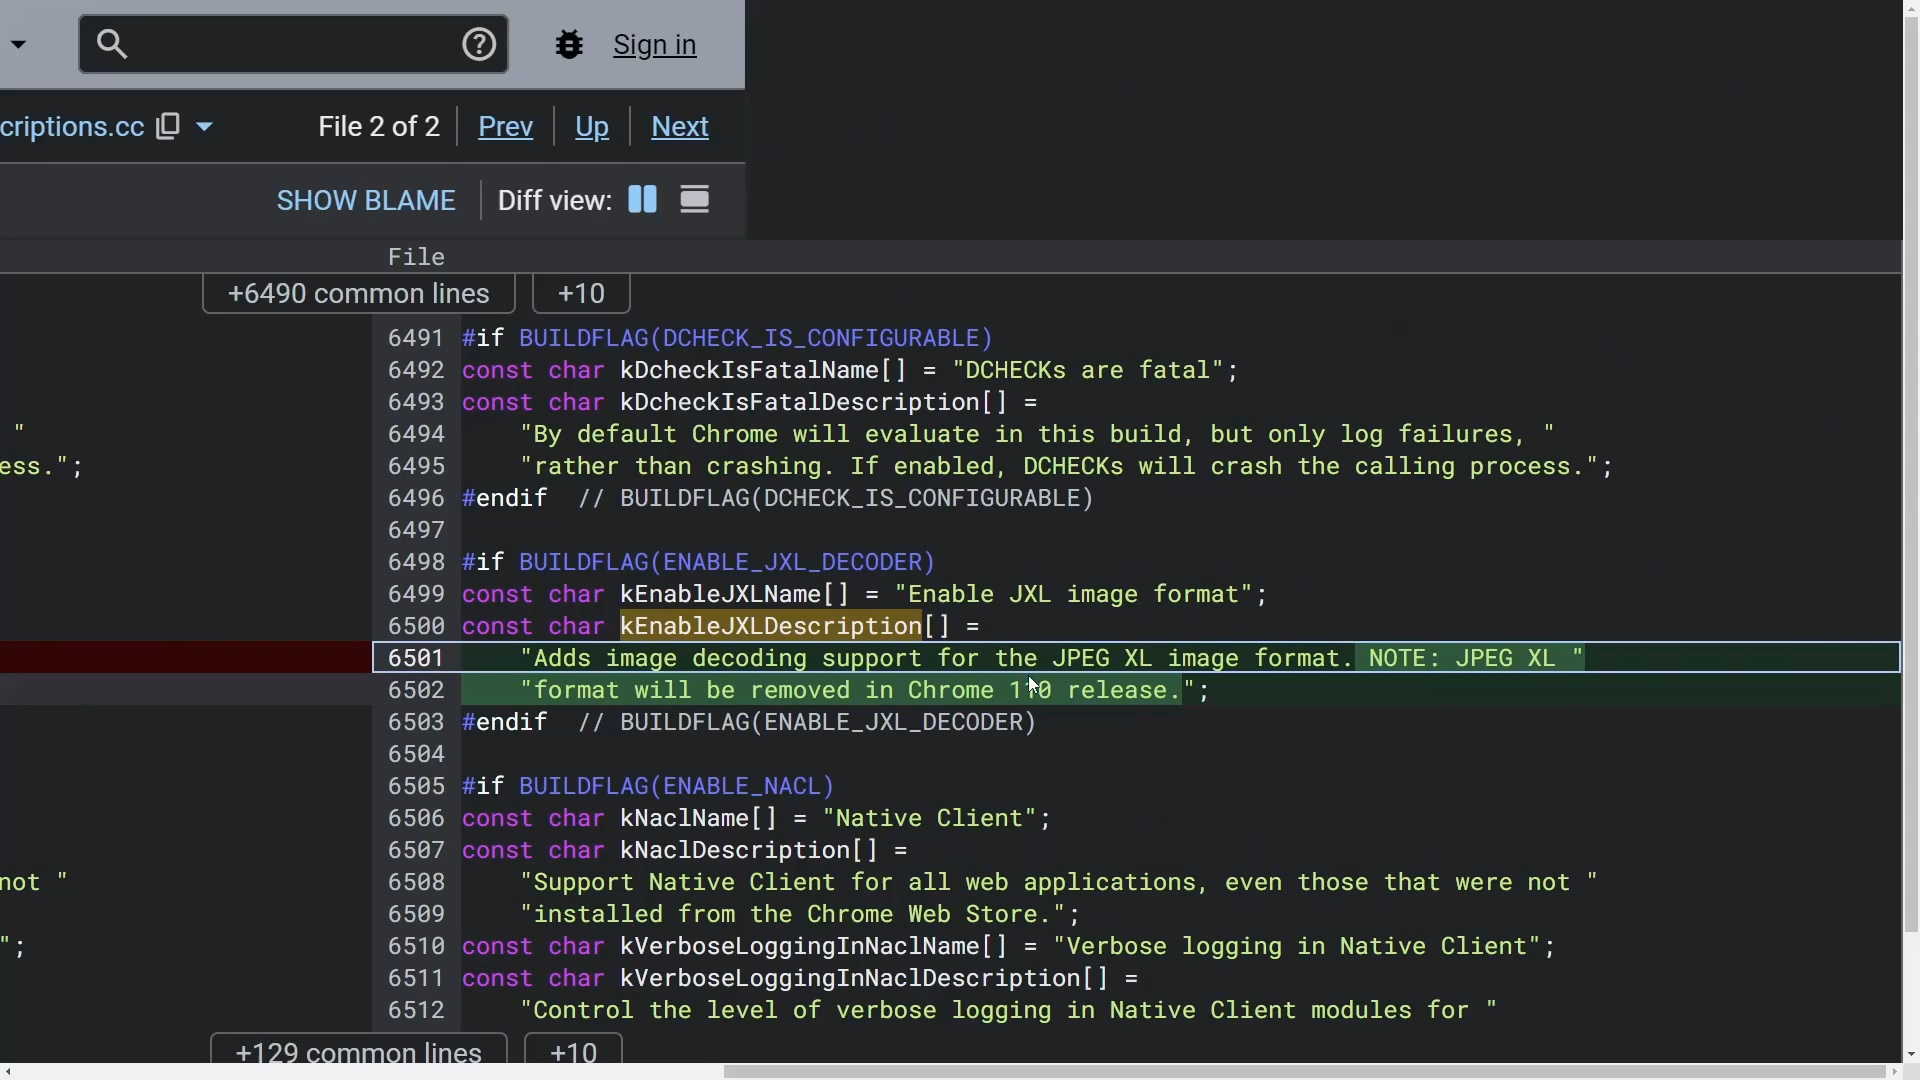 Sign in
criptions.cc File 2 of 2 Prev Up Next
SHOW BLAME Diff view:
File
+6490 common lines +10
6491 #if BUILDFLAG(DCHECK_IS_CONFIGURABLE)
6492 const char kDcheckIsFatalName[] = "DCHECKs are fatal";
6493 const char kDcheckIsFatalDescription[] =
" 6494 "By default Chrome will evaluate in this build, but only log failures, "
ess."; 6495 "rather than crashing. If enabled, DCHECKs will crash the calling process.";
6496 #endif // BUILDFLAG(DCHECK_IS_CONFIGURABLE)
6497
6498 #if BUILDFLAG(ENABLE_JXL_DECODER)
6499 const char kEnableJXLName[] = "Enable JXL image format";
6500 const char kEnableJXLDescription[] =
6501 "Adds image decoding support for the JPEG XL image format. NOTE: JPEG XL "
6502 "format will be removed in Chrome 110 release.";
6503 #endif // BUILDFLAG(ENABLE_JXL_DECODER)
6504
6505 #if BUILDFLAG(ENABLE_NACL)
6506 const char kNaclName[] = "Native Client";
6507 const char kNaclDescription[] =
not " 6508 "Support Native Client for all web applications, even those that were not "
6509 "installed from the Chrome Web Store.";
"; 6510 const char kVerboseLoggingInNaclName[] = "Verbose logging in Native Client";
6511 const char kVerboseLoggingInNaclDescription[] =
6512 "Control the level of verbose logging in Native Client modules for "
+129 common lines +10